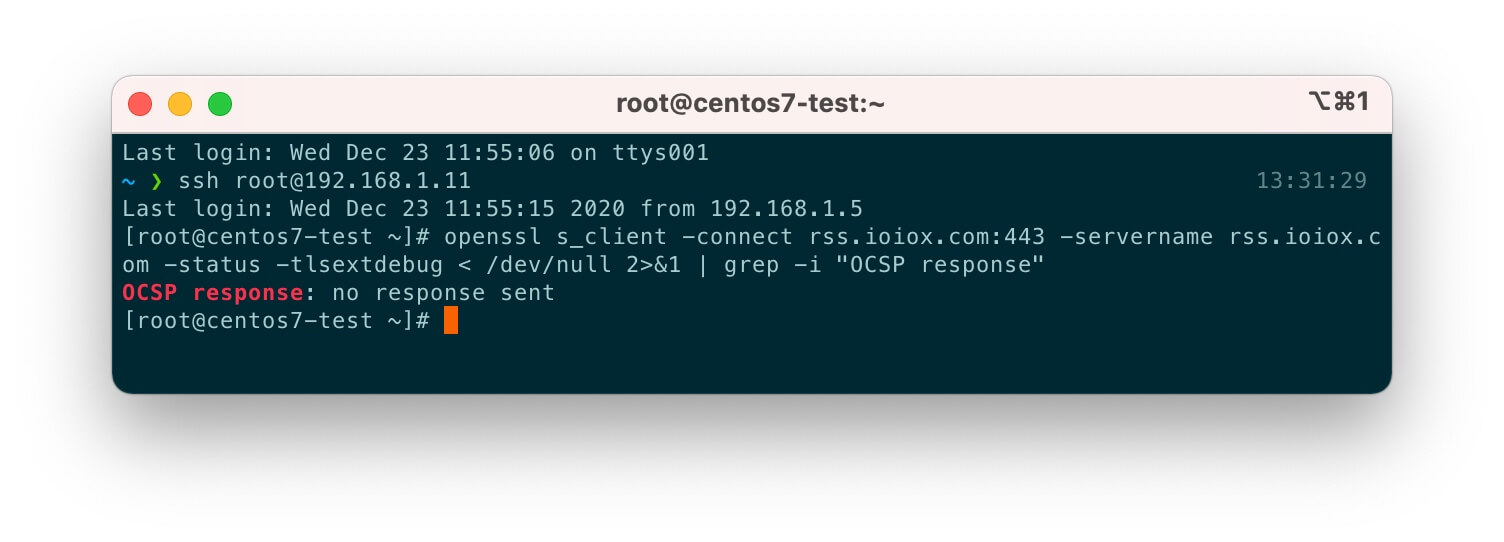 root@centos7-test:~ ⌥⌘1
Last login: Wed Dec 23 11:55:06 on ttys001
~ ❯ ssh root@192.168.1.11 13:31:29
Last login: Wed Dec 23 11:55:15 2020 from 192.168.1.5
[root@centos7-test ~]# openssl s_client -connect rss.ioiox.com:443 -servername rss.ioiox.c
om -status -tlsextdebug < /dev/null 2>&1 | grep -i "OCSP response"
OCSP response: no response sent
[root@centos7-test ~]#